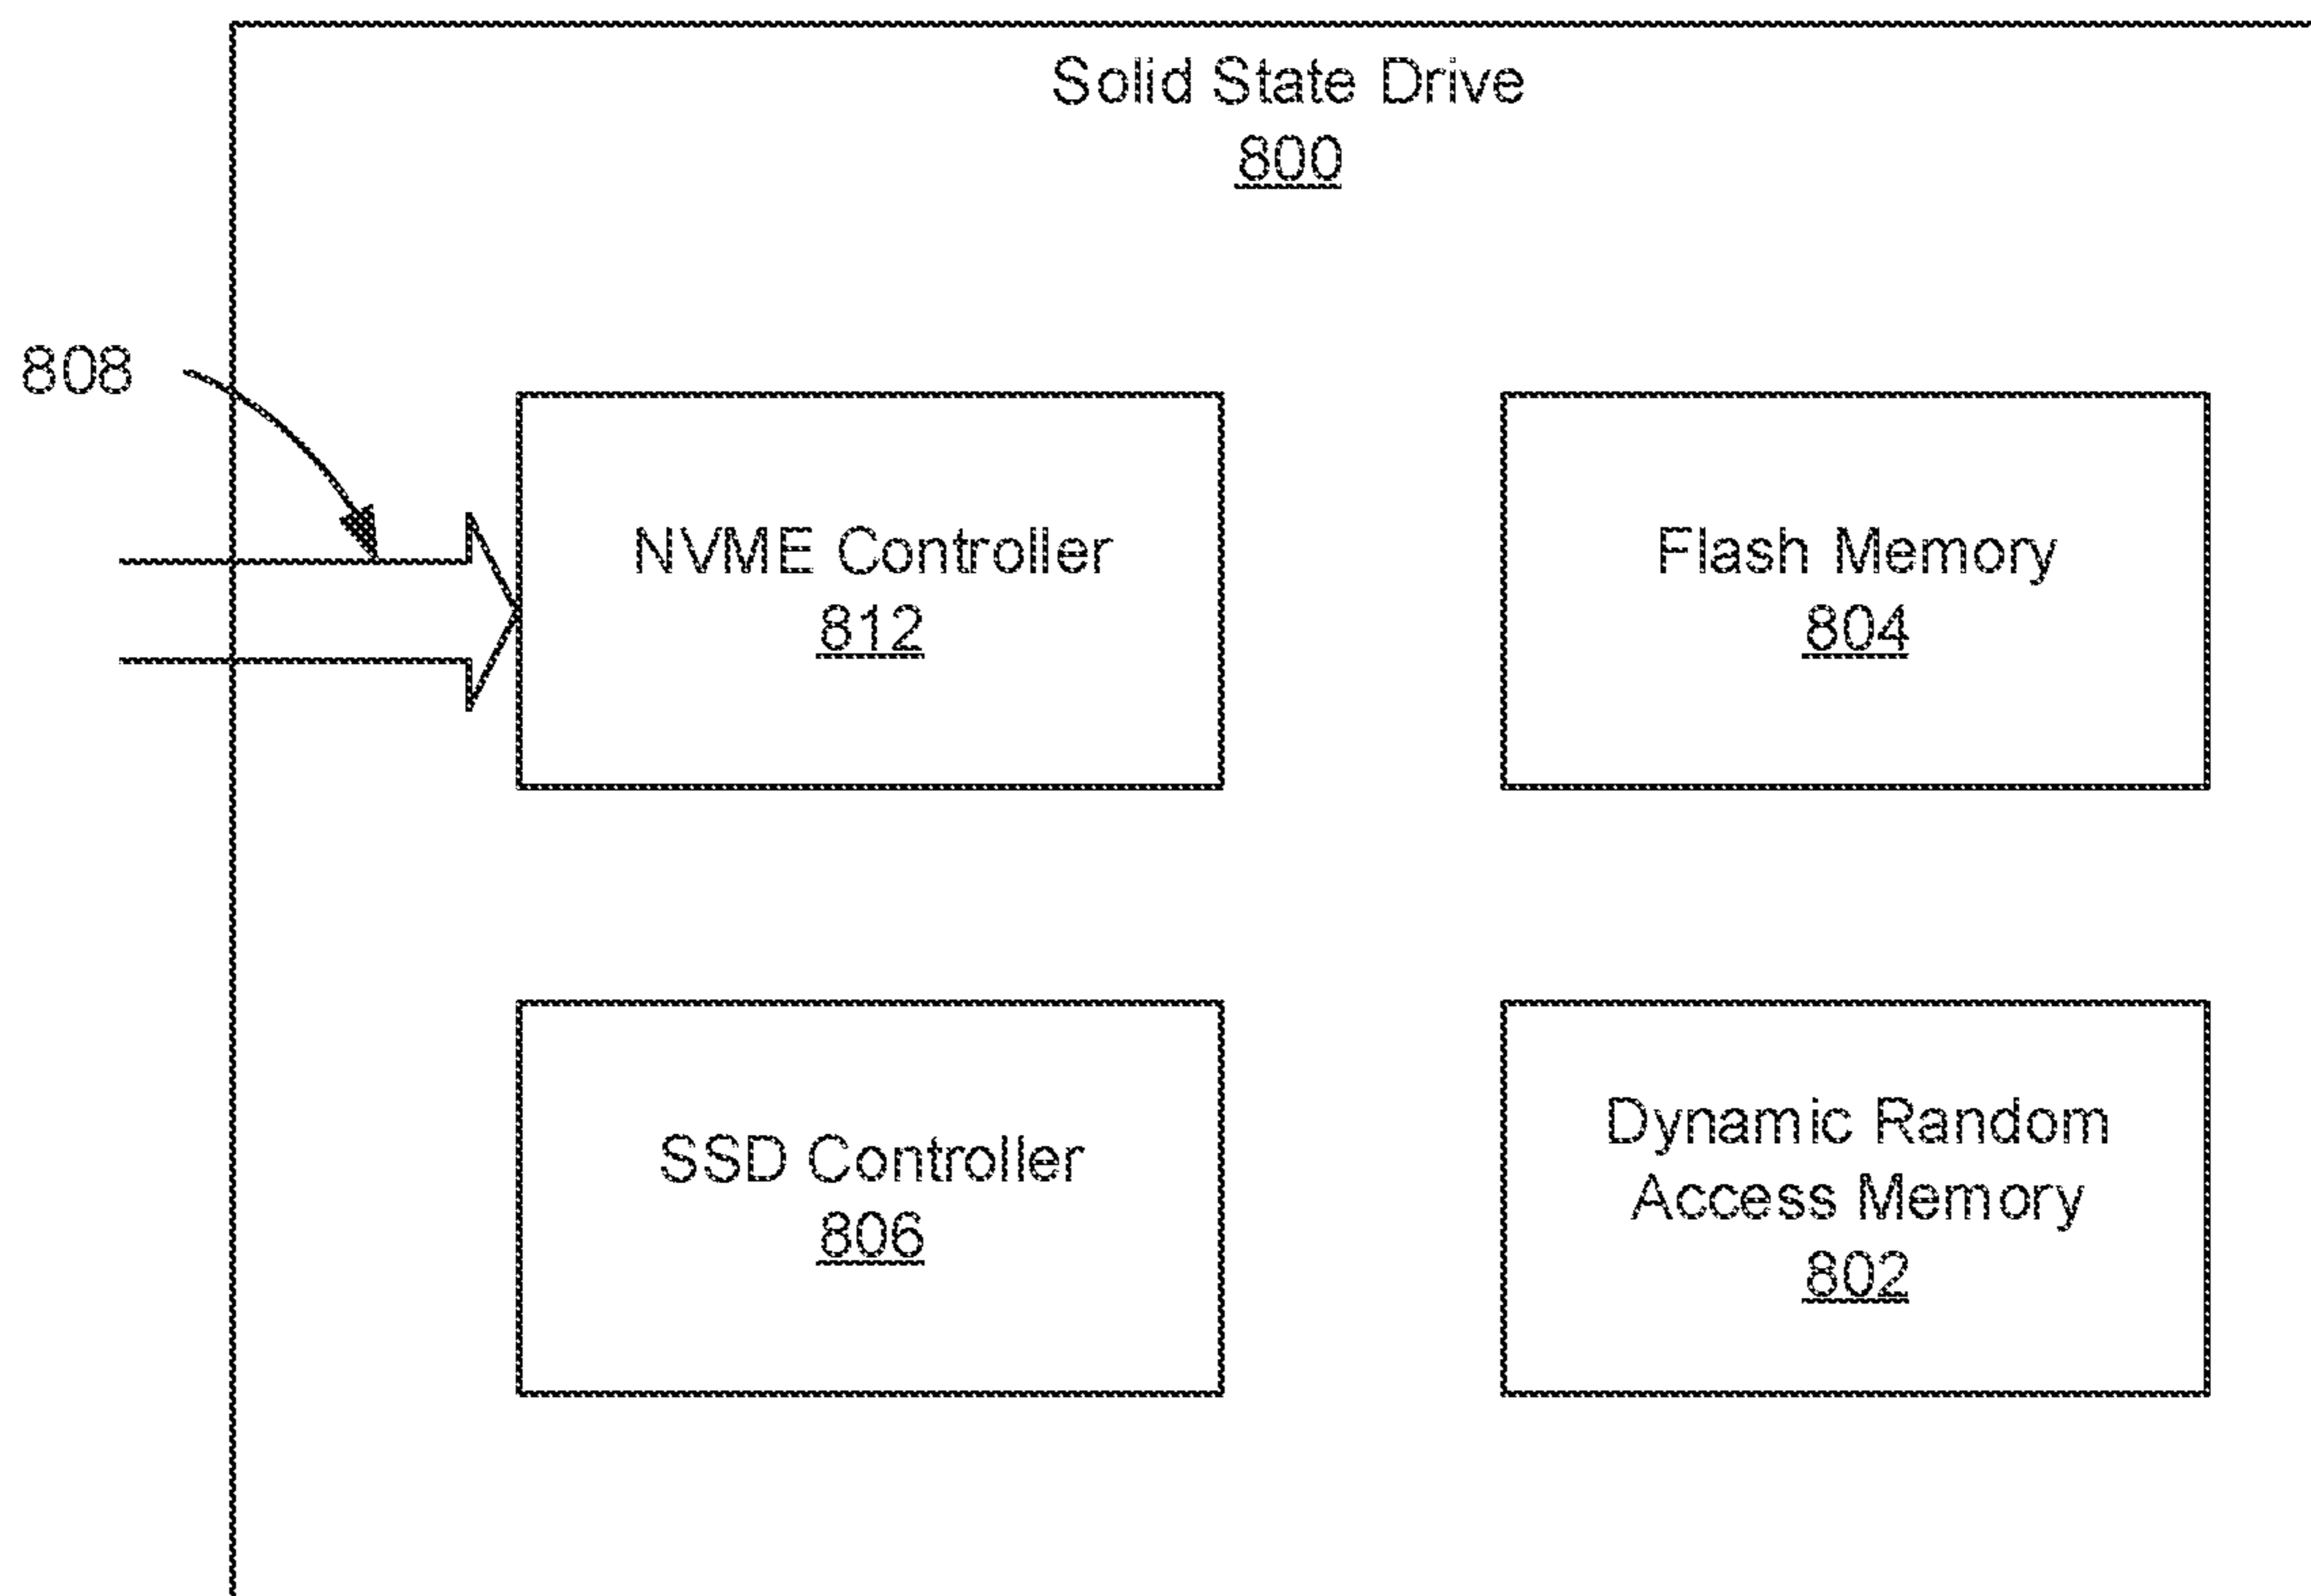 Solid State Drive
800
808
NVME Controller
812
Flash Memory
804
SSD Controller
806
Dynamic Random
Access Memory
802